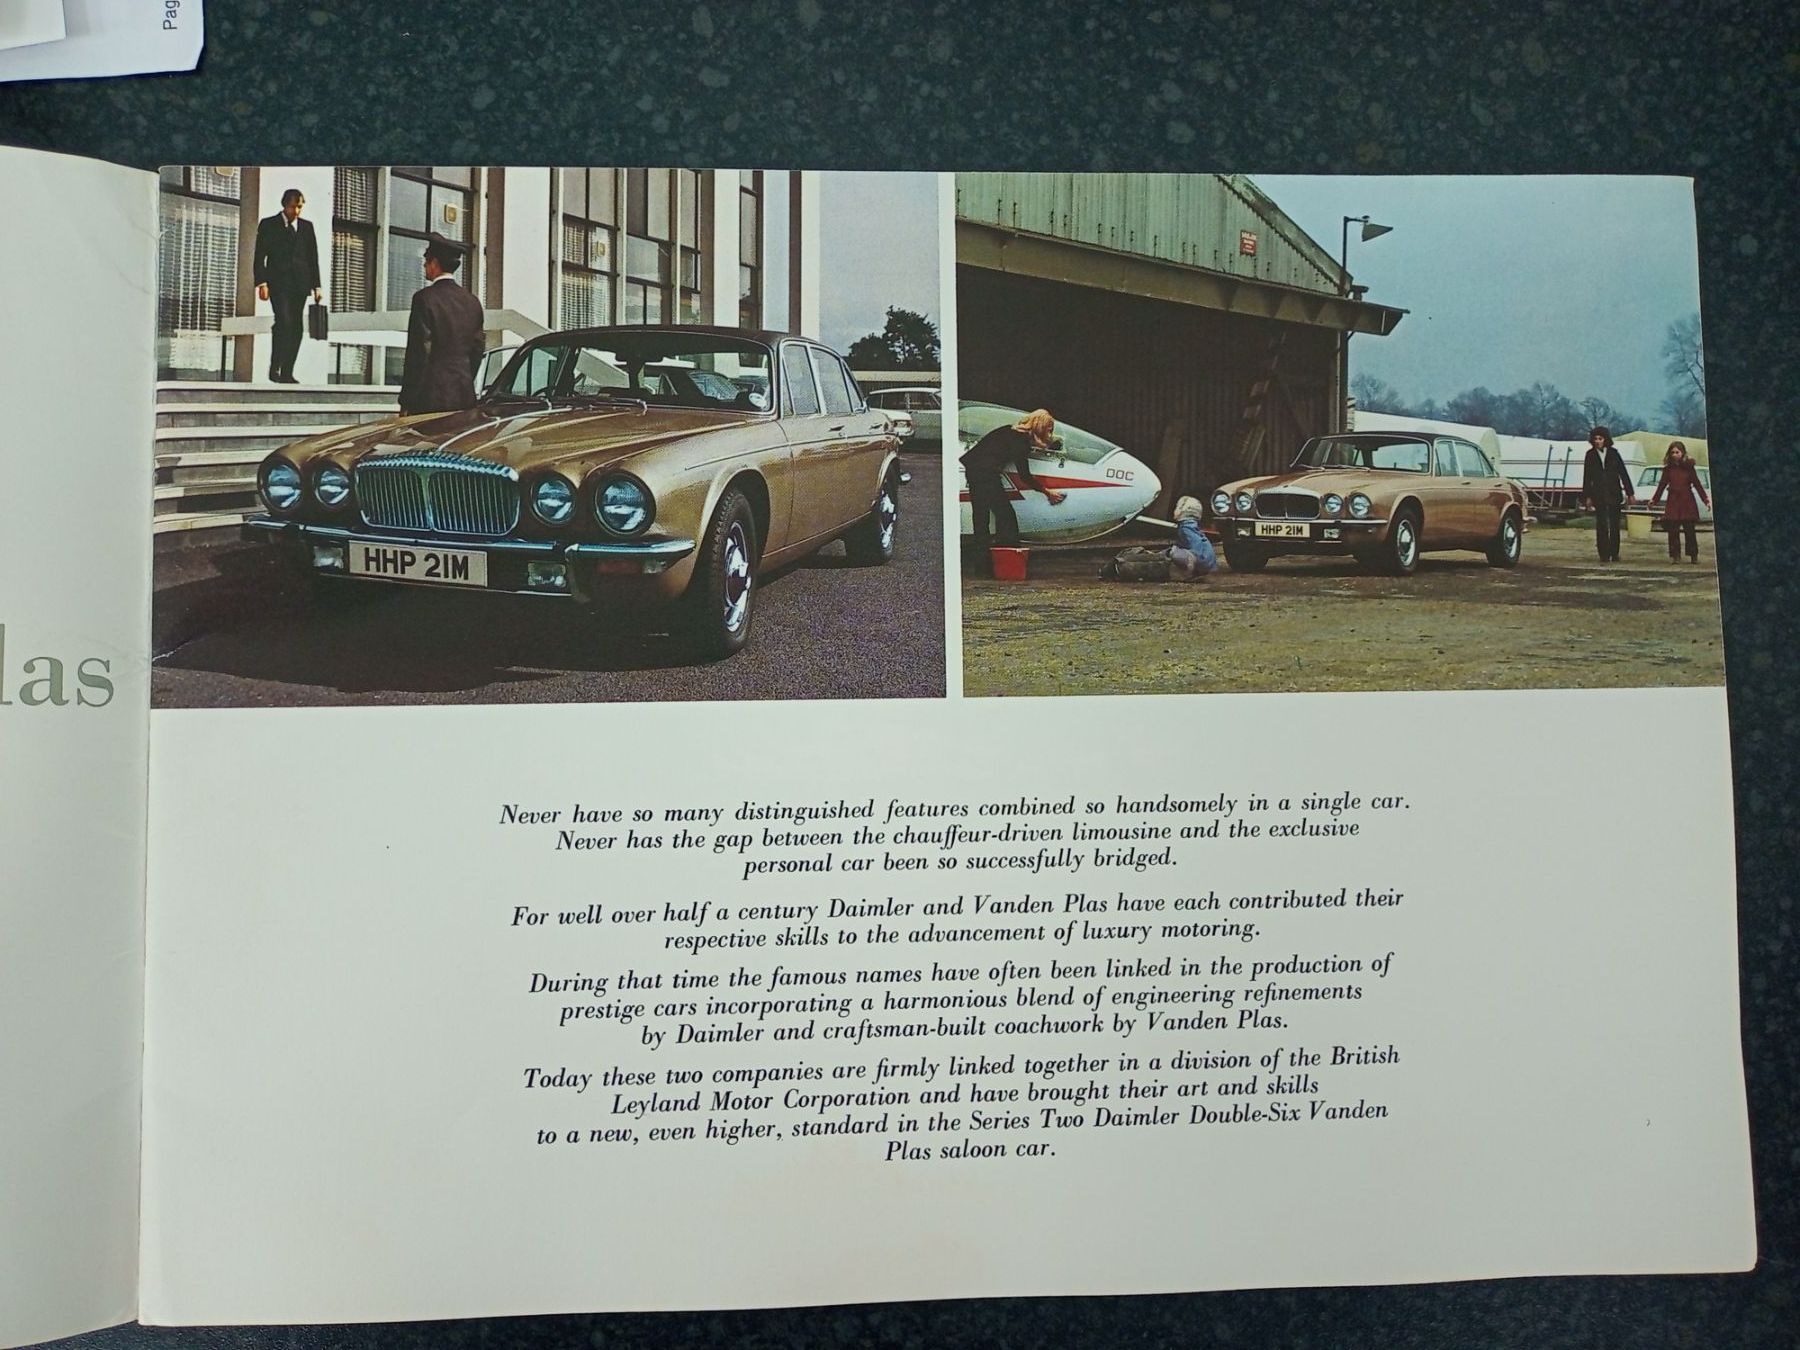 Pag
las
HHP 21M
DOC
HHP 21M
Never have so many distinguished features combined so handsomely in a single car.
Never has the gap between the chauffeur-driven limousine and the exclusive
personal car been so successfully bridged.
For well over half a century Daimler and Vanden Plas have each contributed their
respective skills to the advancement of luxury motoring.
During that time the famous names have often been linked in the production of
prestige cars incorporating a harmonious blend of engineering refinements
by Daimler and craftsman-built coachwork by Vanden Plas.
Today these two companies are firmly linked together in a division of the British
Leyland Motor Corporation and have brought their art and skills
to a new, even higher, standard in the Series Two Daimler Double-Six Vanden
Plas saloon car.